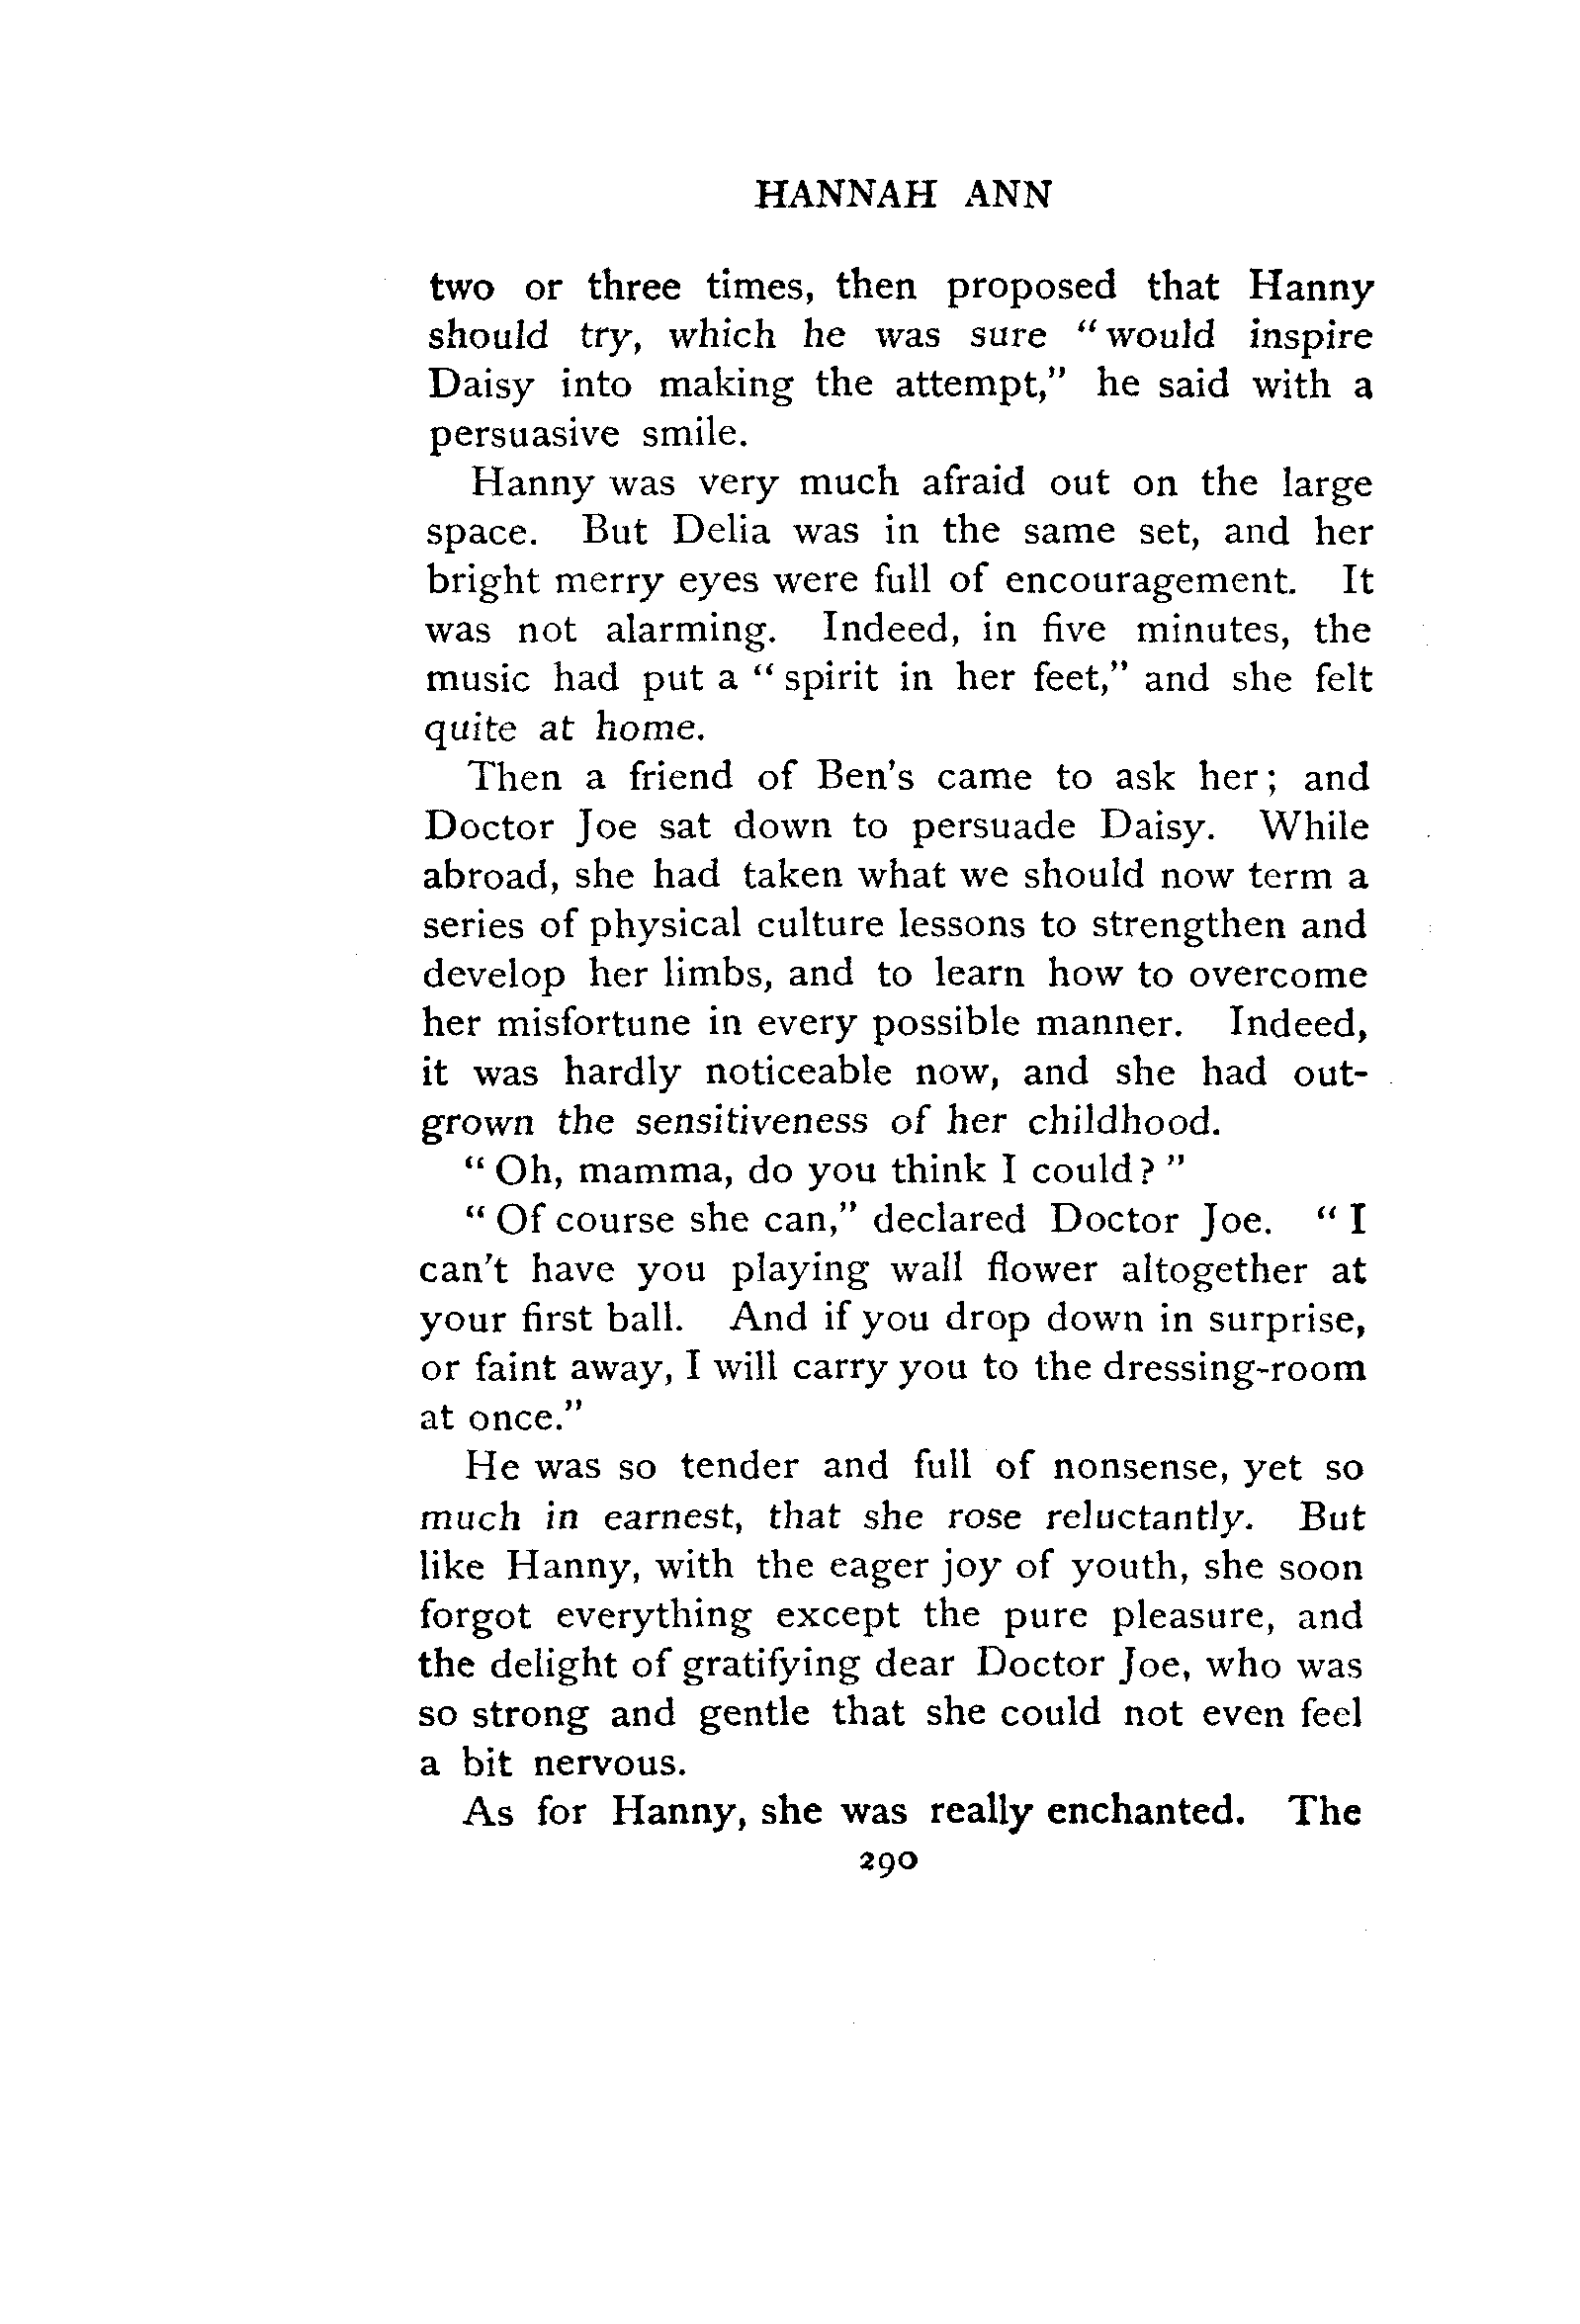 HANNAH ANN
two or three times, then proposed that Hanny
should try, which he was sure "would inspire
Daisy into making the attempt," he said with a
persuasive smile.
Hanny was very much afraid out on the large
space. But Delia was in the same set, and her
bright merry eyes were full of encouragement. It
was not alarming. Indeed, in five minutes, the
music had put a "spirit in her feet," and she felt
quite at home.
Then a friend of Ben's came to ask her; and
Doctor Joe sat down to persuade Daisy. While
abroad, she had taken what we should now term a
series of physical culture lessons to strengthen and
develop her limbs, and to learn how to overcome
her misfortune in every possible manner. Indeed,
it was hardly noticeable now, and she had out-
grown the sensitiveness of her childhood.
"Oh, mamma, do you think I could?"
"Of course she can," declared Doctor Joe. "I
can't have you playing wall flower altogether at
your first ball. And if you drop down in surprise,
or faint away, I will carry you to the dressing-room
at once."
He was so tender and full of nonsense, yet so
much in earnest, that she rose reluctantly. But
like Hanny, with the eager joy of youth, she soon
forgot everything except the pure pleasure, and
the delight of gratifying dear Doctor Joe, who was
so strong and gentle that she could not even feel
a bit nervous.
As for Hanny, she was really enchanted. The
290